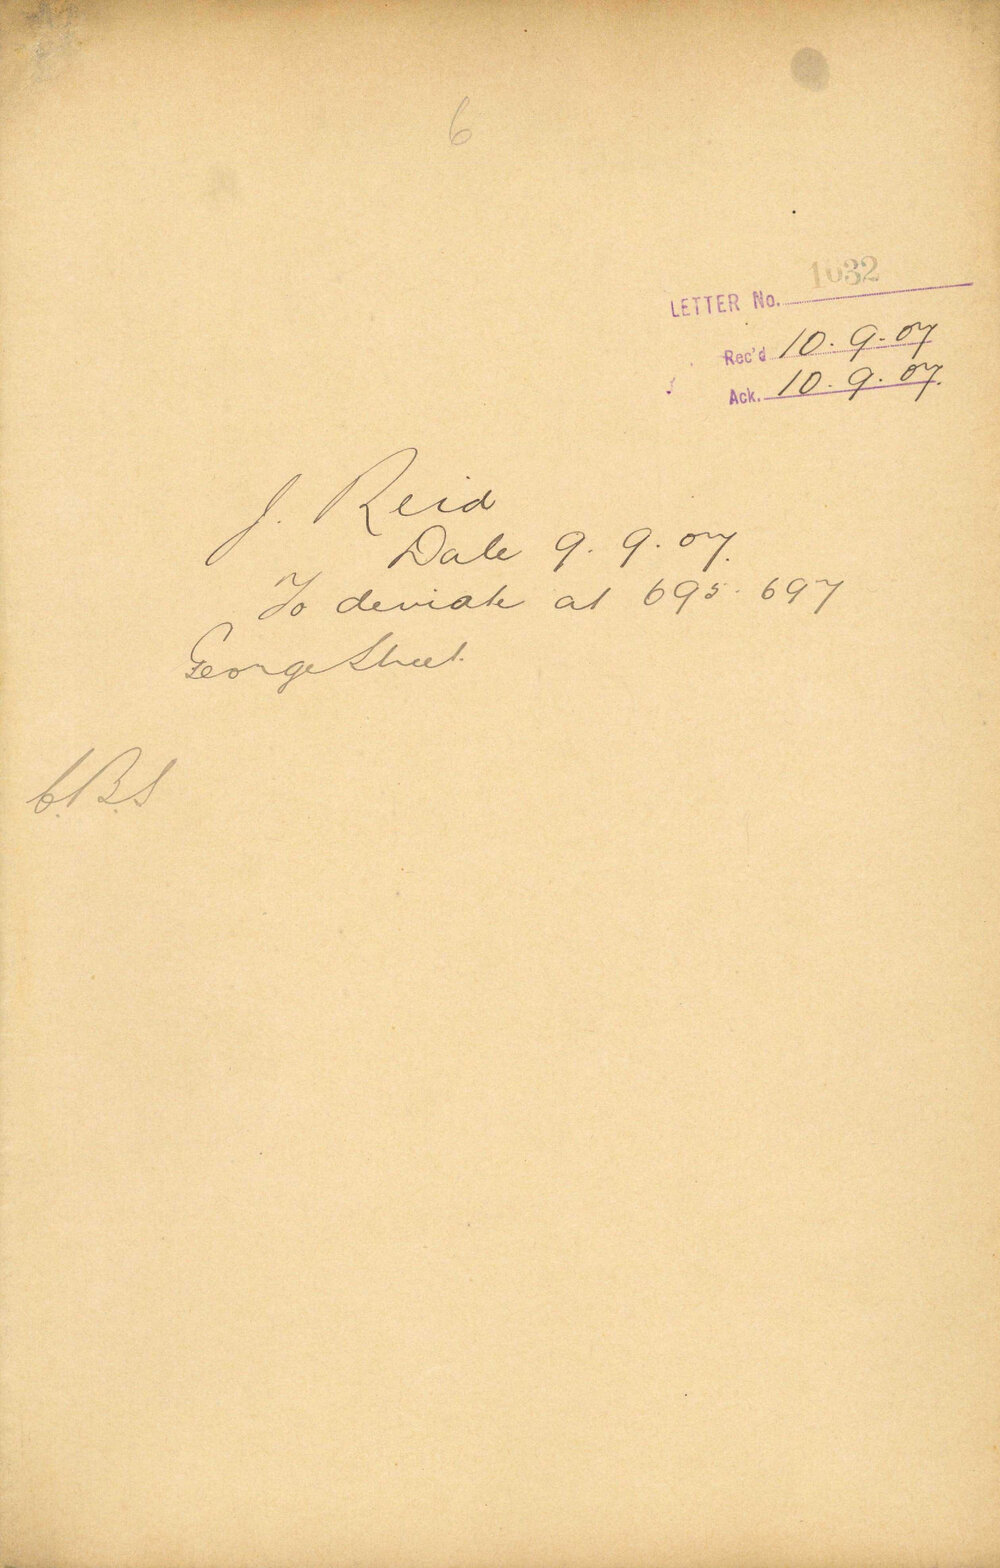 6
LETTER No. 1032
Rec'd 10. 9. 07
Ack. 10. 9. 07.
J. Reid
Date 9. 9. 07.
To deviate at 695. 697
George Street.
C.B.S